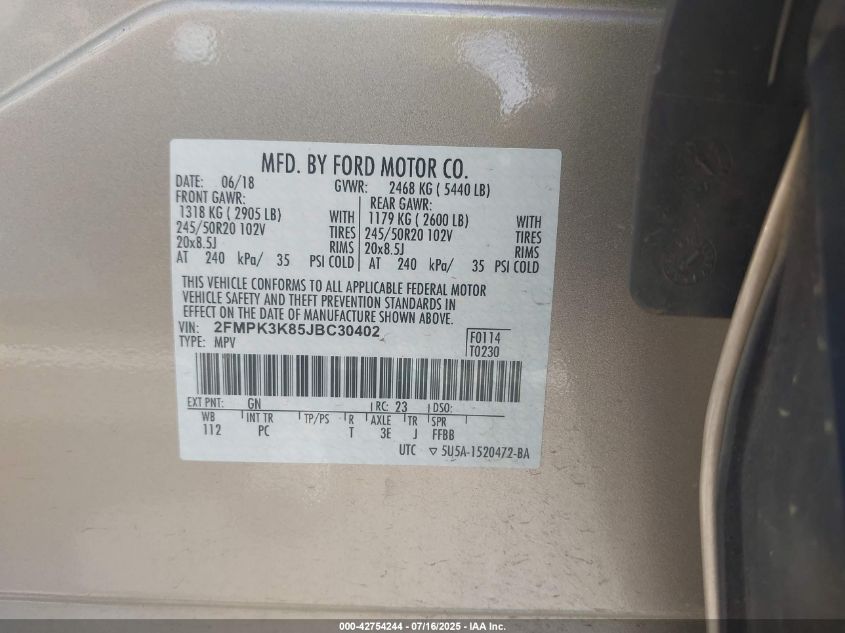 MFD. BY FORD MOTOR CO.
DATE: 06/18 GVWR: 2468 KG ( 5440 LB)
FRONT GAWR: REAR GAWR:
1318 KG ( 2905 LB) WITH 1179 KG ( 2600 LB) WITH
245/50R20 102V TIRES 245/50R20 102V TIRES
20x8.5J RIMS 20x8.5J RIMS
AT 240 kPa/ 35 PSI COLD AT 240 kPa/ 35 PSI COLD
THIS VEHICLE CONFORMS TO ALL APPLICABLE FEDERAL MOTOR
VEHICLE SAFETY AND THEFT PREVENTION STANDARDS IN
EFFECT ON THE DATE OF MANUFACTURE SHOWN ABOVE.
VIN: 2FMPK3K85JBC30402 F0114
TYPE: MPV T0230
EXT PNT: GN RC: 23 DSO:
WB INT TR TP/PS R AXLE TR SPR
112 PC T 3E J FFBB
UTC ▽ 5U5A-1520472-BA
000-42754244 - 07/16/2025 - IAA Inc.